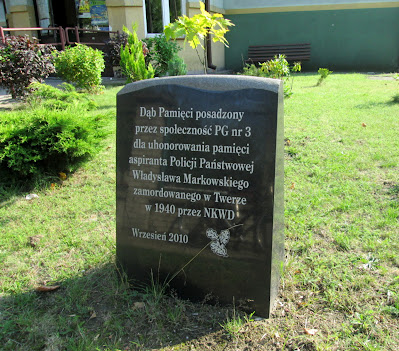 Dąb Pamięci posadzony
przez społeczność PG nr 3
dla uhonorowania pamięci
aspiranta Policji Państwowej
Władysława Markowskiego
zamordowanego w Twerze
w 1940 przez NKWD
Wrzesień 2010